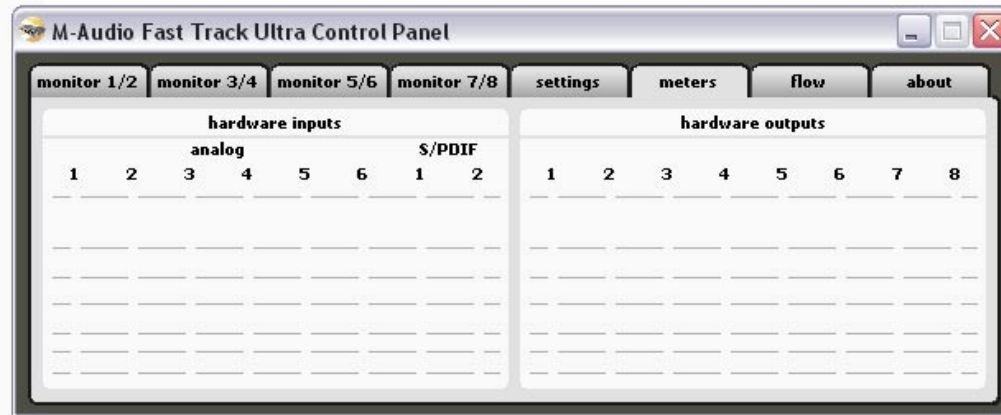 M-Audio Fast Track Ultra Control Panel
monitor 1/2 monitor 3/4 monitor 5/6 monitor 7/8 settings meters flow about
hardware inputs
analog S/PDIF
1 2 3 4 5 6 1 2
hardware outputs
1 2 3 4 5 6 7 8